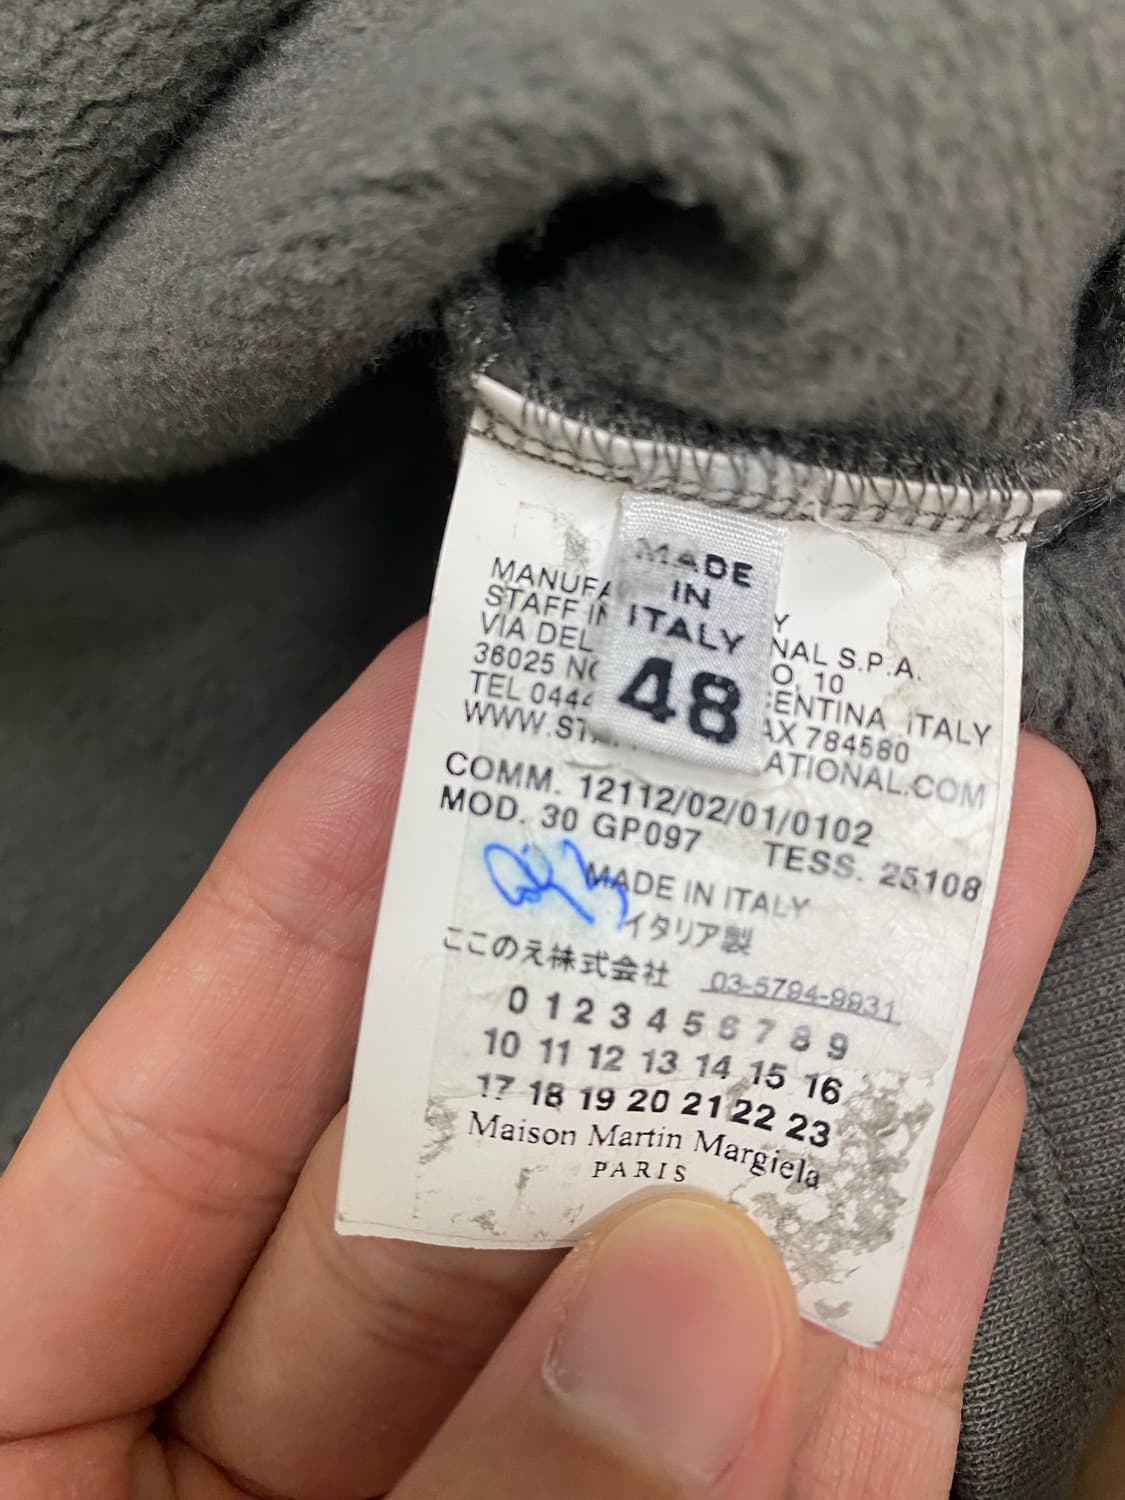 MADE
IN
ITALY
48
MANUFA Y
STAFF IN NAL S.P.A.
VIA DEL O, 10
36025 NO ENTINA ITALY
TEL 0444 AX 784580
WWW.ST ATIONAL.COM
COMM. 12112/02/01/0102
MOD. 30 GP097 TESS. 25108
MADE IN ITALY
イタリア製
ここのえ株式会社 03-5794-9931
0 1 2 3 4 5 6 7 8 9
10 11 12 13 14 15 16
17 18 19 20 21 22 23
Maison Martin Margiela
PARIS